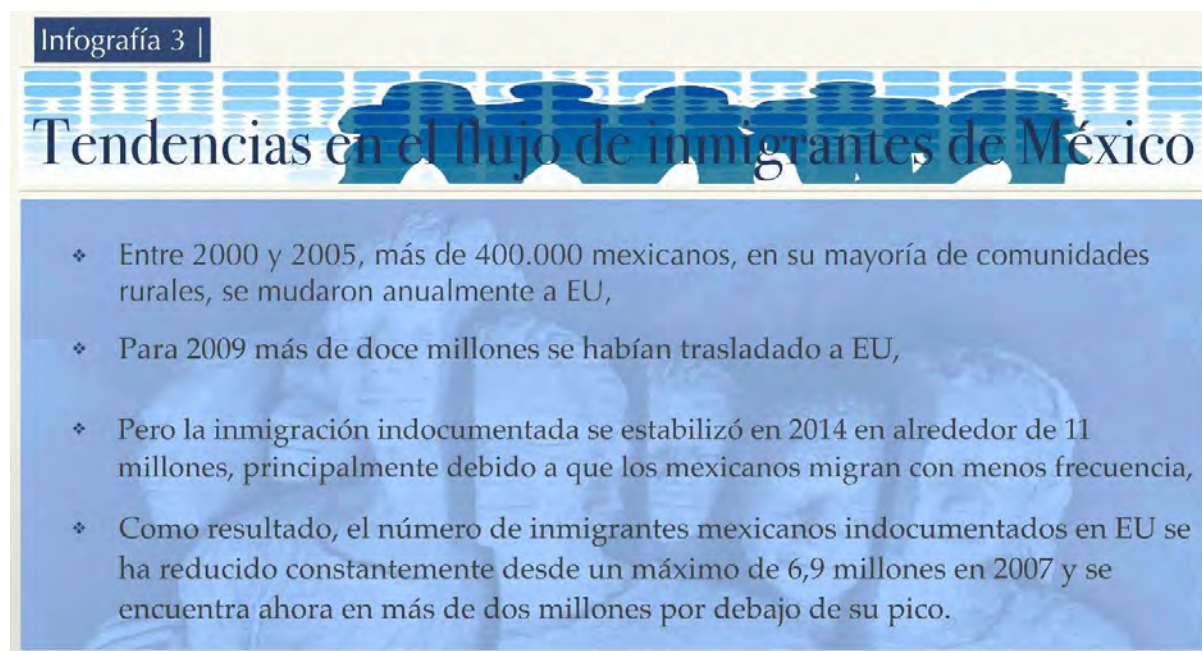 Infografía 3 |
Tendencias en el flujo de inmigrantes de México
❖ Entre 2000 y 2005, más de 400.000 mexicanos, en su mayoría de comunidades
rurales, se mudaron anualmente a EU,
❖ Para 2009 más de doce millones se habían trasladado a EU,
❖ Pero la inmigración indocumentada se estabilizó en 2014 en alrededor de 11
millones, principalmente debido a que los mexicanos migran con menos frecuencia,
❖ Como resultado, el número de inmigrantes mexicanos indocumentados en EU se
ha reducido constantemente desde un máximo de 6,9 millones en 2007 y se
encuentra ahora en más de dos millones por debajo de su pico.